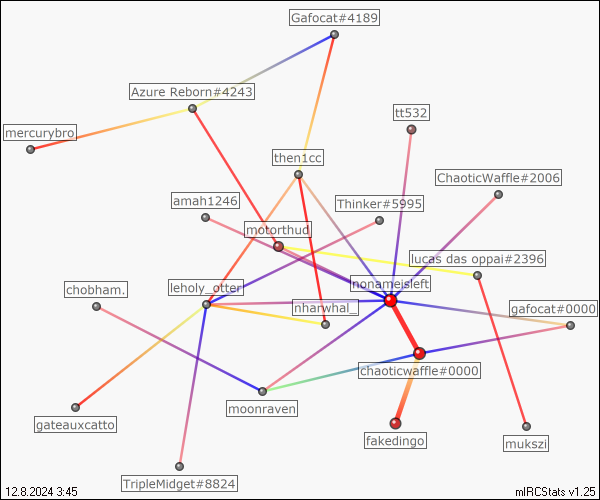 Gafocat#4189
Azure Reborn#4243
tt532
mercurybro
then1cc
ChaoticWaffle#2006
amah1246
Thinker#5995
motorthud
lucas das oppai#2396
nonameisleft
chobham.
leholy_otter
nharwhal_
gafocat#0000
chaoticwaffle#0000
moonraven
gateauxcatto
fakedingo
mukszi
TripleMidget#8824
12.8.2024 3:45
mIRCStats v1.25